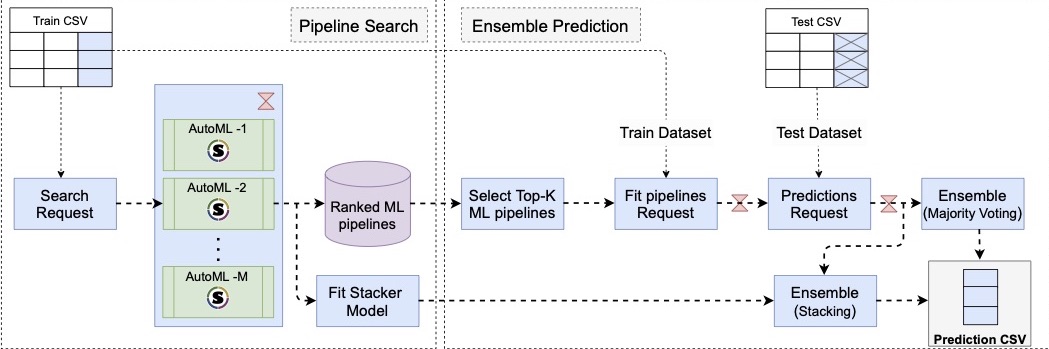 Train CSV
Pipeline Search
Ensemble Prediction
Test CSV
AutoML -1
S
Train Dataset
Test Dataset
Search
Request
AutoML -2
S
Ranked ML
pipelines
Select Top-K
ML pipelines
Fit pipelines
Request
Predictions
Request
Ensemble
(Majority Voting)
AutoML -M
S
Fit Stacker
Model
Ensemble
(Stacking)
Prediction CSV